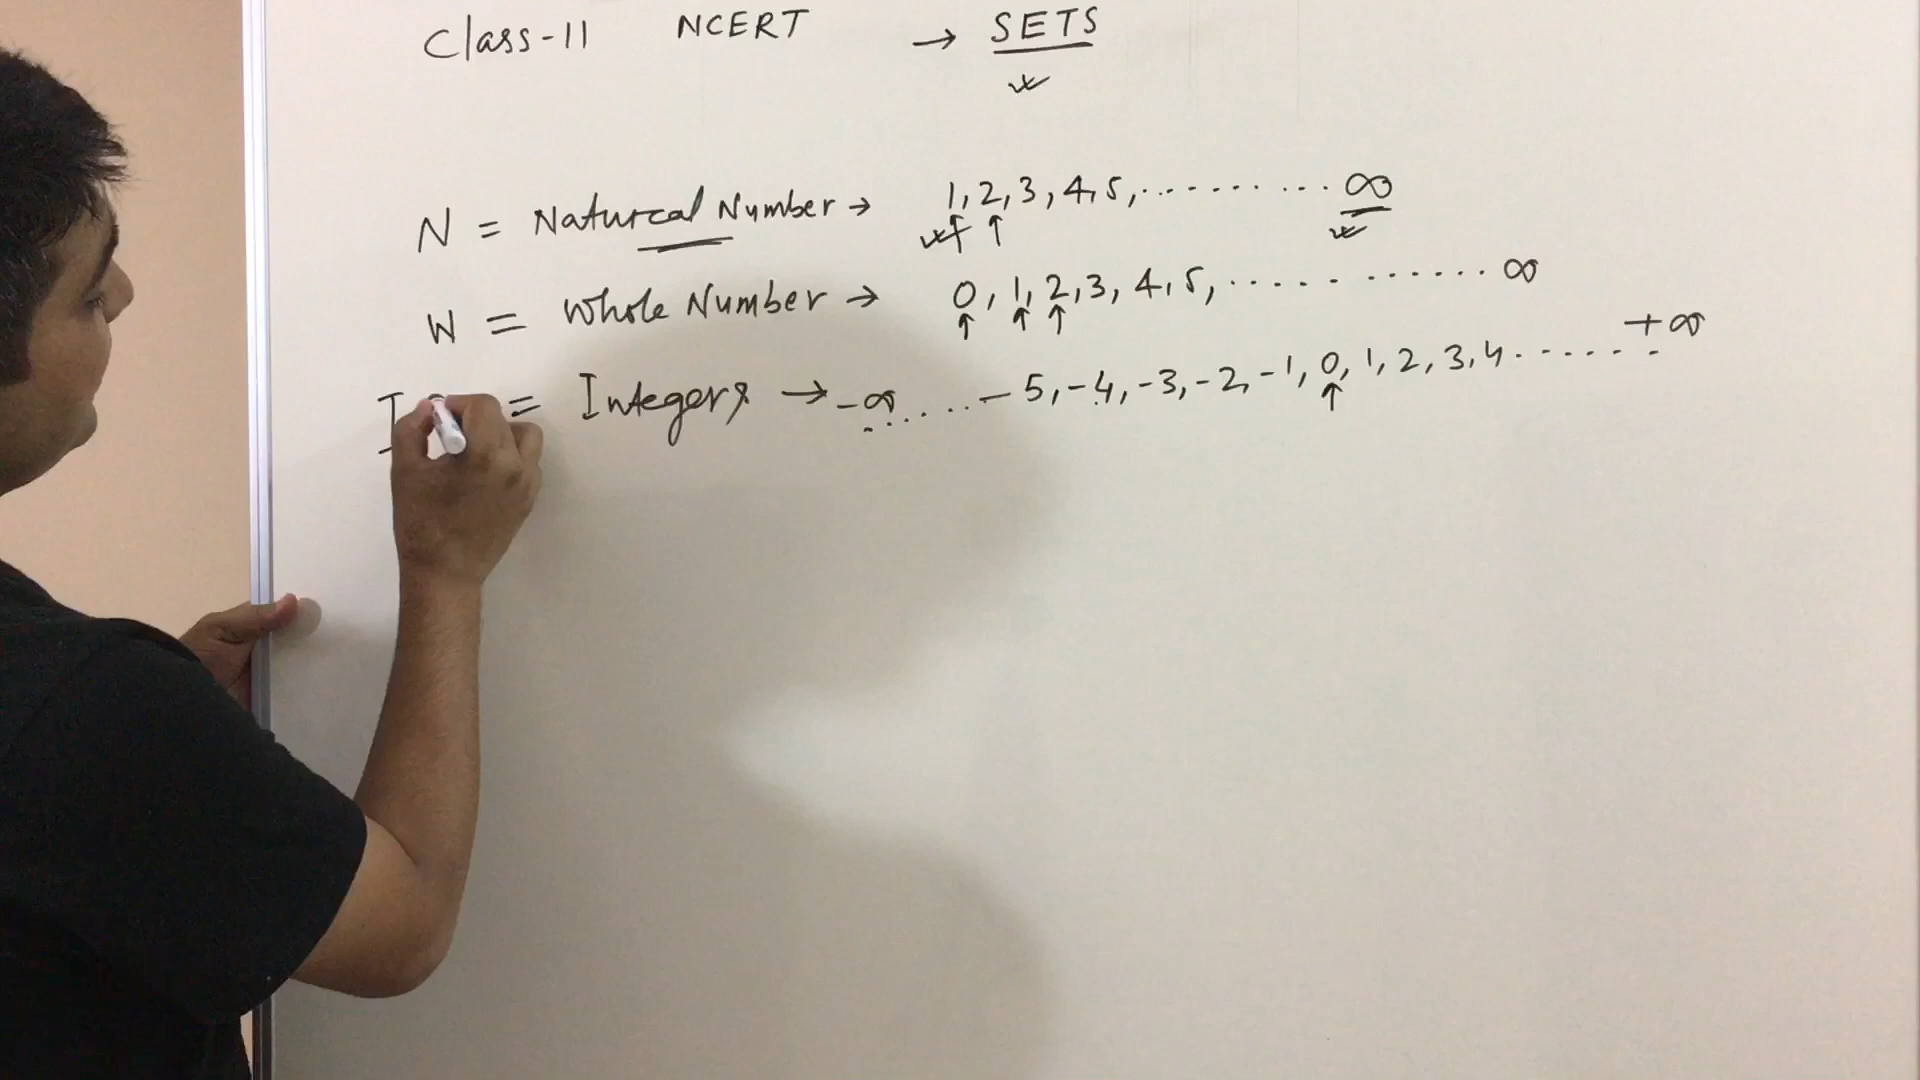 Class-11 NCERT → SETS
N = Natural Number → 1, 2, 3, 4, 5, .......... ∞
W = Whole Number → 0, 1, 2, 3, 4, 5, ............ ∞
I = Integers → -∞ ...... -5, -4, -3, -2, -1, 0, 1, 2, 3, 4 ....... +∞